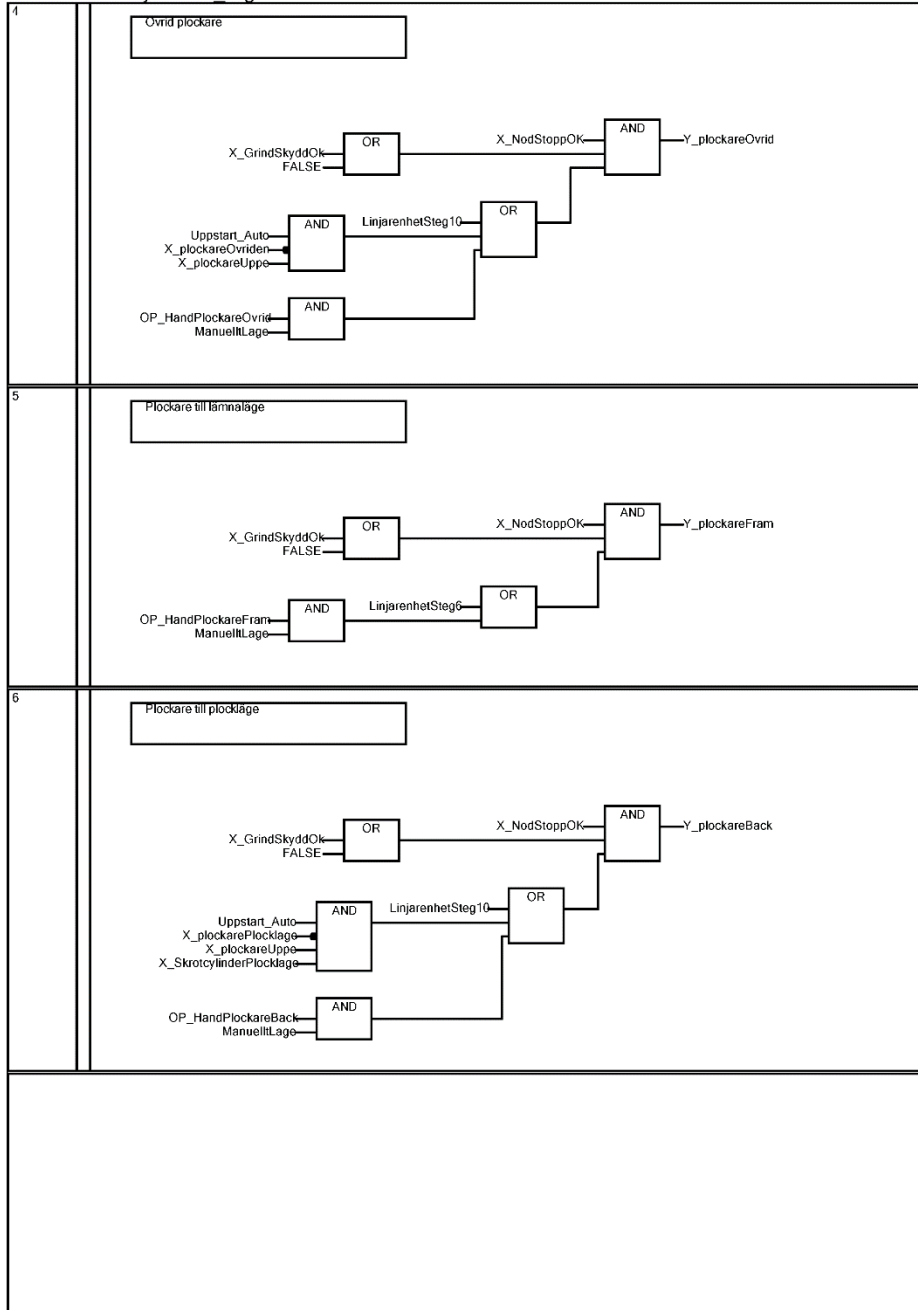 4
Ovrid plockare
X_NodStoppOK
AND
Y_plockareOvrid
X_GrindSkyddOk
OR
FALSE
LinjarenhetSteg10
OR
Uppstart_Auto
AND
X_plockareOvriden
X_plockareUppe
OP_HandPlockareOvrid
AND
ManuelltLage
5
Plockare till lämnaläge
X_NodStoppOK
AND
Y_plockareFram
X_GrindSkyddOk
OR
FALSE
LinjarenhetSteg6
OR
OP_HandPlockareFram
AND
ManuelltLage
6
Plockare till plockläge
X_NodStoppOK
AND
Y_plockareBack
X_GrindSkyddOk
OR
FALSE
LinjarenhetSteg10
OR
Uppstart_Auto
AND
X_plockarePlocklage
X_plockareUppe
X_SkrotcylinderPlocklage
OP_HandPlockareBack
AND
ManuelltLage